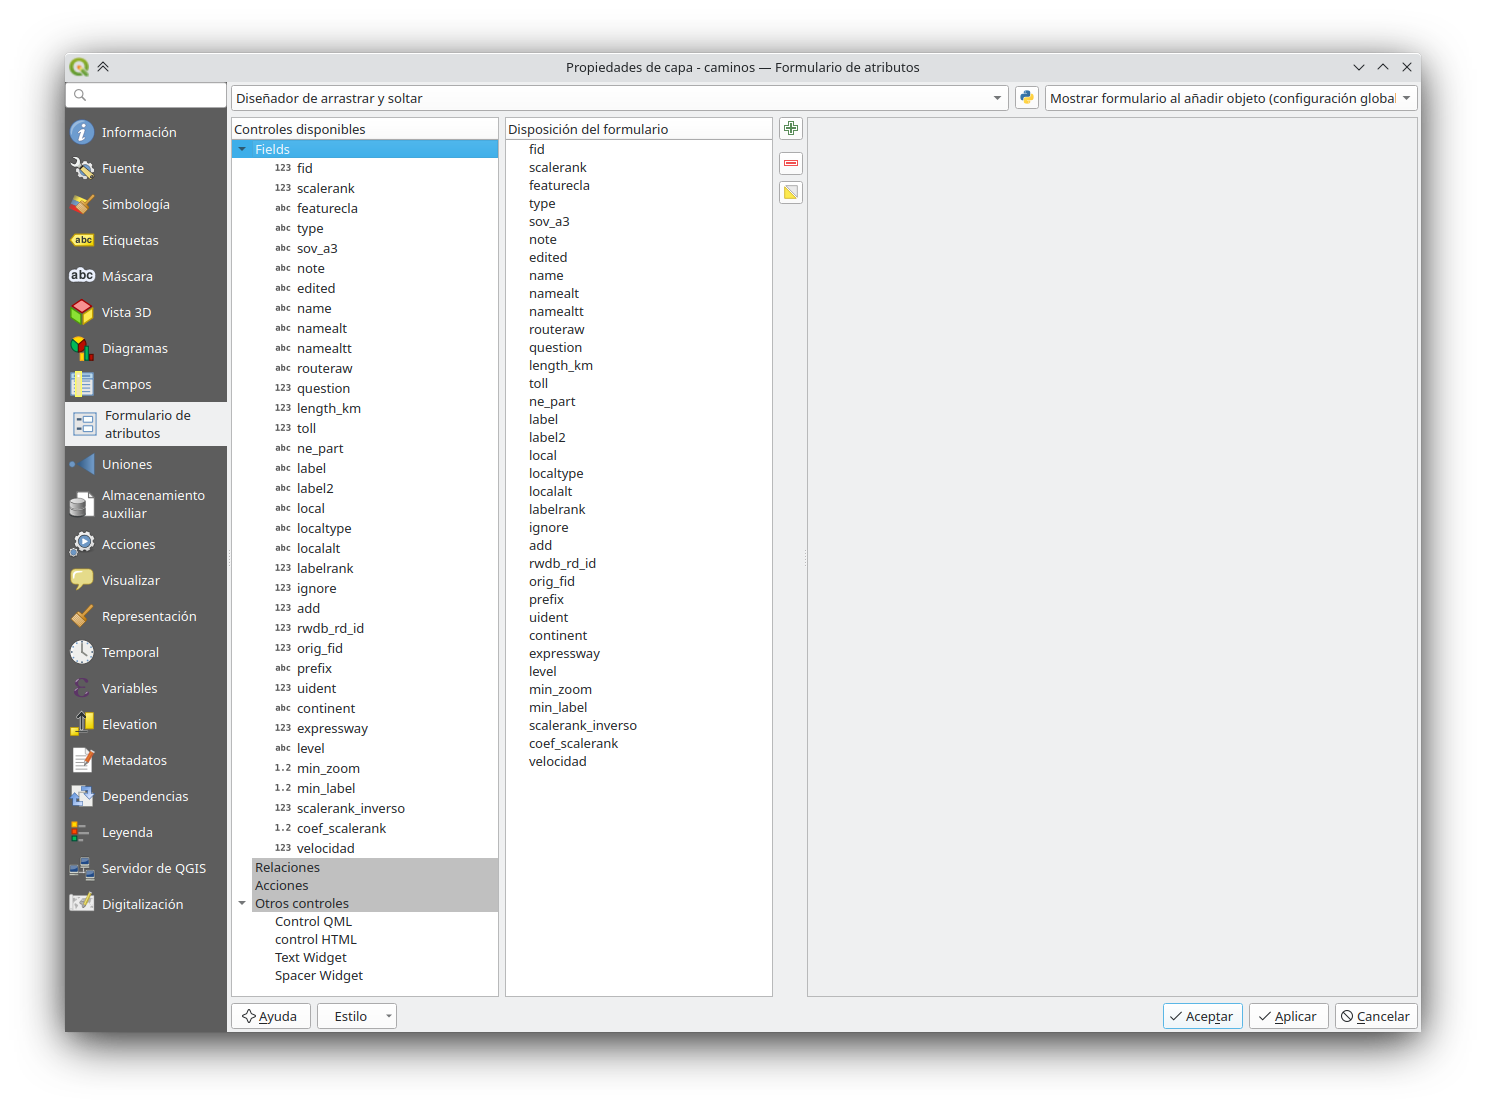 Propiedades de capa - caminos — Formulario de atributos
Información
Fuente
Simbología
Etiquetas
Máscara
Vista 3D
Diagramas
Campos
Formulario de
atributos
Uniones
Almacenamiento
auxiliar
Acciones
Visualizar
Representación
Temporal
Variables
Elevation
Metadatos
Dependencias
Leyenda
Servidor de QGIS
Digitalización
Diseñador de arrastrar y soltar
Mostrar formulario al añadir objeto (configuración global
Controles disponibles
Fields
123 fid
123 scalerank
abc featurecla
abc type
abc sov_a3
abc note
abc edited
abc name
abc namealt
abc namealtt
abc routeraw
123 question
123 length_km
123 toll
abc ne_part
abc label
abc label2
abc local
abc localtype
abc localalt
123 labelrank
123 ignore
123 add
123 rwdb_rd_id
123 orig_fid
abc prefix
123 uident
abc continent
123 expressway
abc level
1.2 min_zoom
1.2 min_label
123 scalerank_inverso
1.2 coef_scalerank
123 velocidad
Relaciones
Acciones
Otros controles
Control QML
control HTML
Text Widget
Spacer Widget
Disposición del formulario
fid
scalerank
featurecla
type
sov_a3
note
edited
name
namealt
namealtt
routeraw
question
length_km
toll
ne_part
label
label2
local
localtype
localalt
labelrank
ignore
add
rwdb_rd_id
orig_fid
prefix
uident
continent
expressway
level
min_zoom
min_label
scalerank_inverso
coef_scalerank
velocidad
Ayuda
Estilo
Aceptar
Aplicar
Cancelar